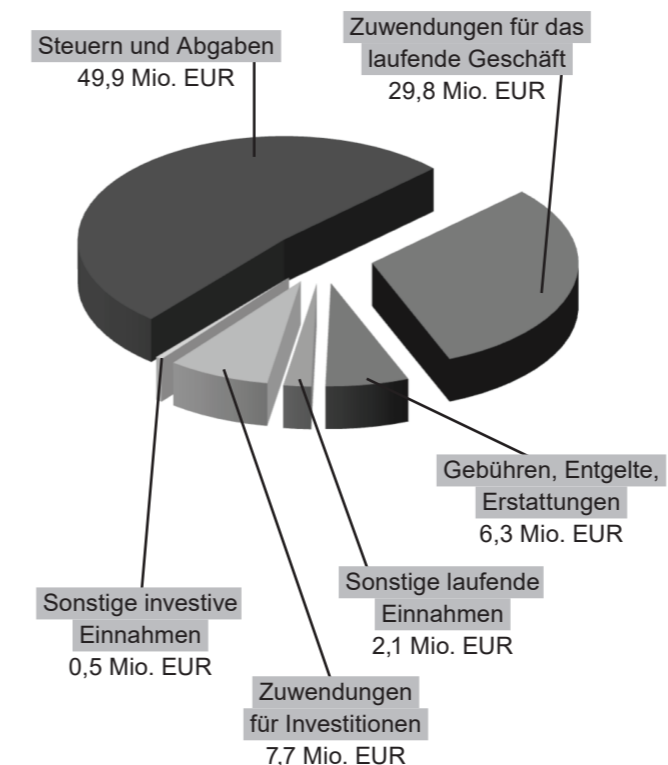 Steuern und Abgaben
49,9 Mio. EUR
Zuwendungen für das
laufende Geschäft
29,8 Mio. EUR
Gebühren, Entgelte,
Erstattungen
6,3 Mio. EUR
Sonstige laufende
Einnahmen
2,1 Mio. EUR
Sonstige investive
Einnahmen
0,5 Mio. EUR
Zuwendungen
für Investitionen
7,7 Mio. EUR